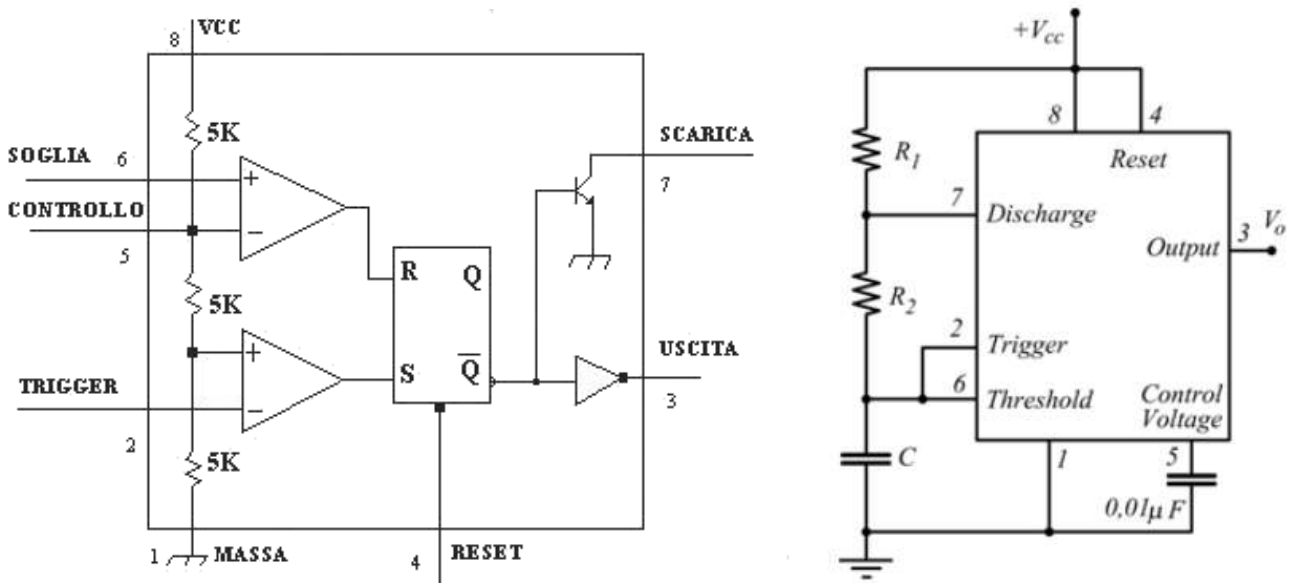 VCC
8
5K
SOGLIA
6
+
CONTROLLO
−
5
5K
R
Q
S
Q̅
+
TRIGGER
−
2
5K
1
MASSA
4
RESET
SCARICA
7
USCITA
3
+Vcc
8
4
R1
Reset
7
Discharge
Output
3
Vo
R2
2
Trigger
6
Threshold
Control
Voltage
C
1
5
0,01μ F